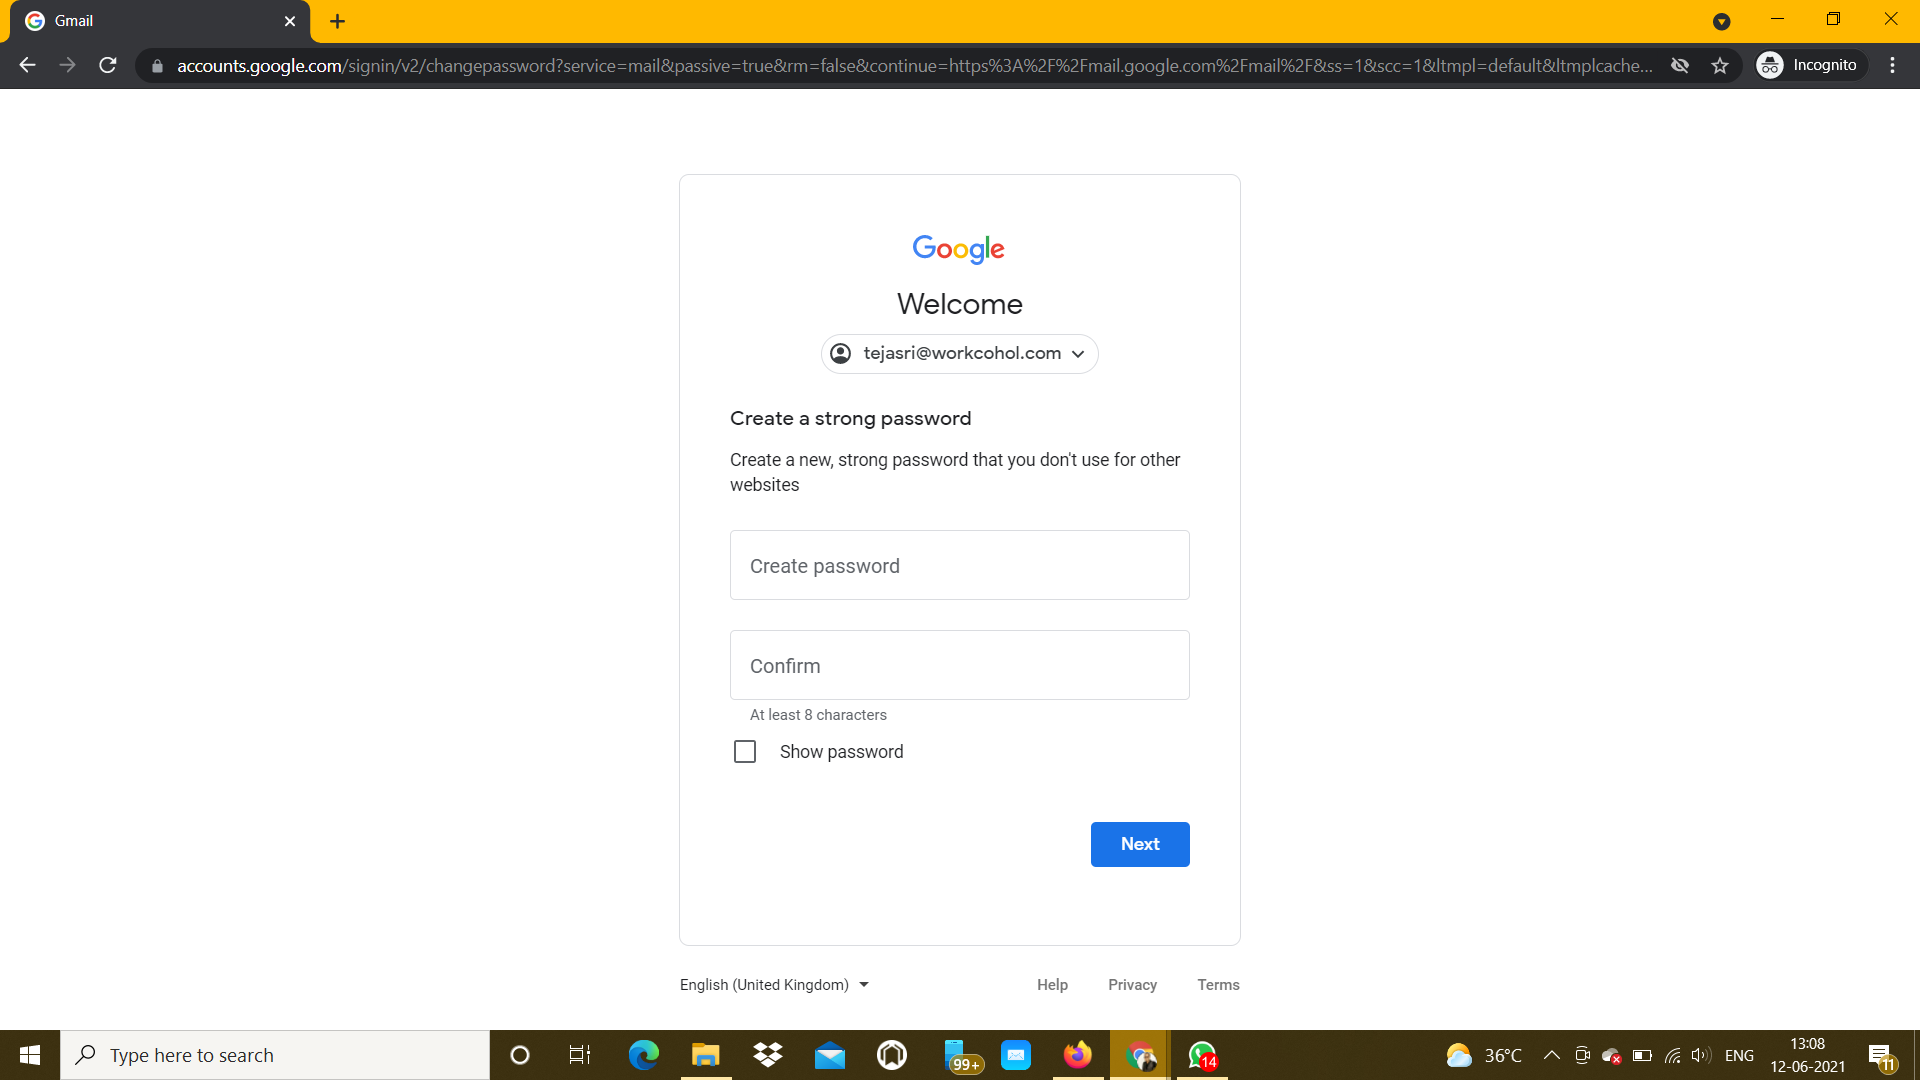 Gmail
accounts.google.com/signin/v2/changepassword?service=mail&passive=true&rm=false&continue=https%3A%2F%2Fmail.google.com%2Fmail%2F&ss=1&scc=1&ltmpl=default&ltmplcache...
Incognito
Google
Welcome
tejasri@workcohol.com
Create a strong password
Create a new, strong password that you don't use for other
websites
Create password
Confirm
At least 8 characters
Show password
Next
English (United Kingdom)
Help
Privacy
Terms
Type here to search
99+
14
36°C
ENG
13:08
12-06-2021
11